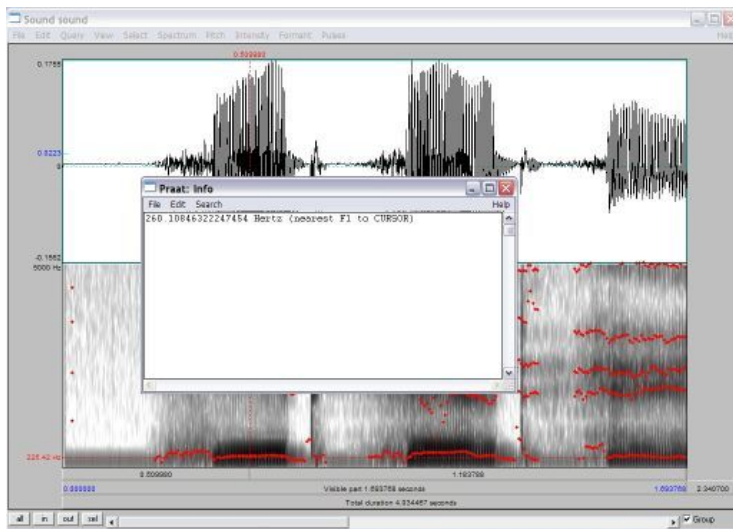 Sound sound
File Edit Query View Select Spectrum Pitch Intensity Formant Pulses Help
0.509980
0.1755
0.0223
0
Praat: Info
File Edit Search Help
260.10846322247454 Hertz (nearest F1 to CURSOR)
5000 Hz
225.42 Hz
0.509980 1.183788
0.000000 Visible part 1.693768 seconds 1.693768 2.340700
Total duration 4.034467 seconds
all in out sel Group